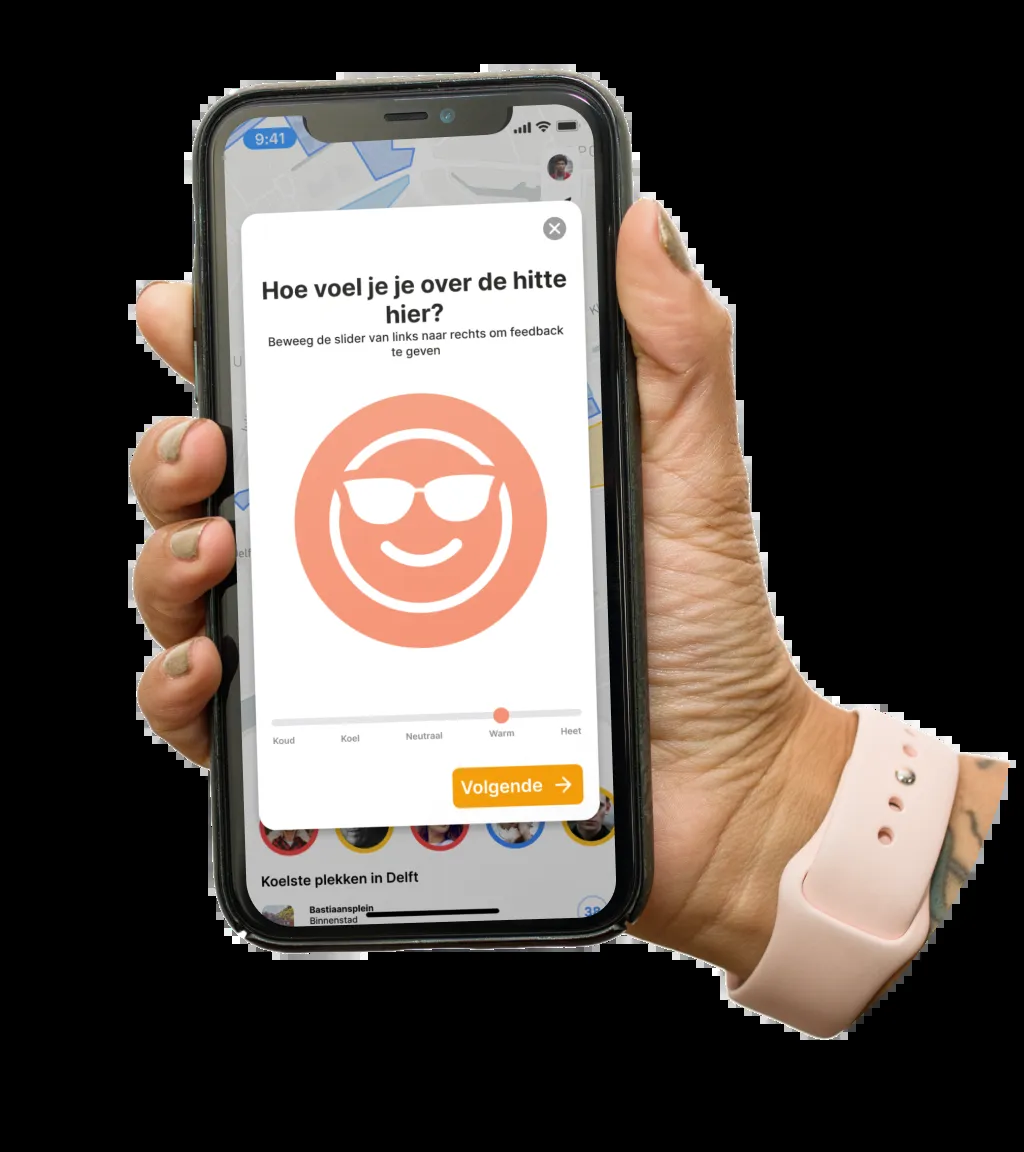 9:41
Hoe voel je je over de hitte
hier?
Beweeg de slider van links naar rechts om feedback
te geven
Koud Koel Neutraal Warm Heet
Volgende
Koelste plekken in Delft
Bastiaansplein
Binnenstad
38